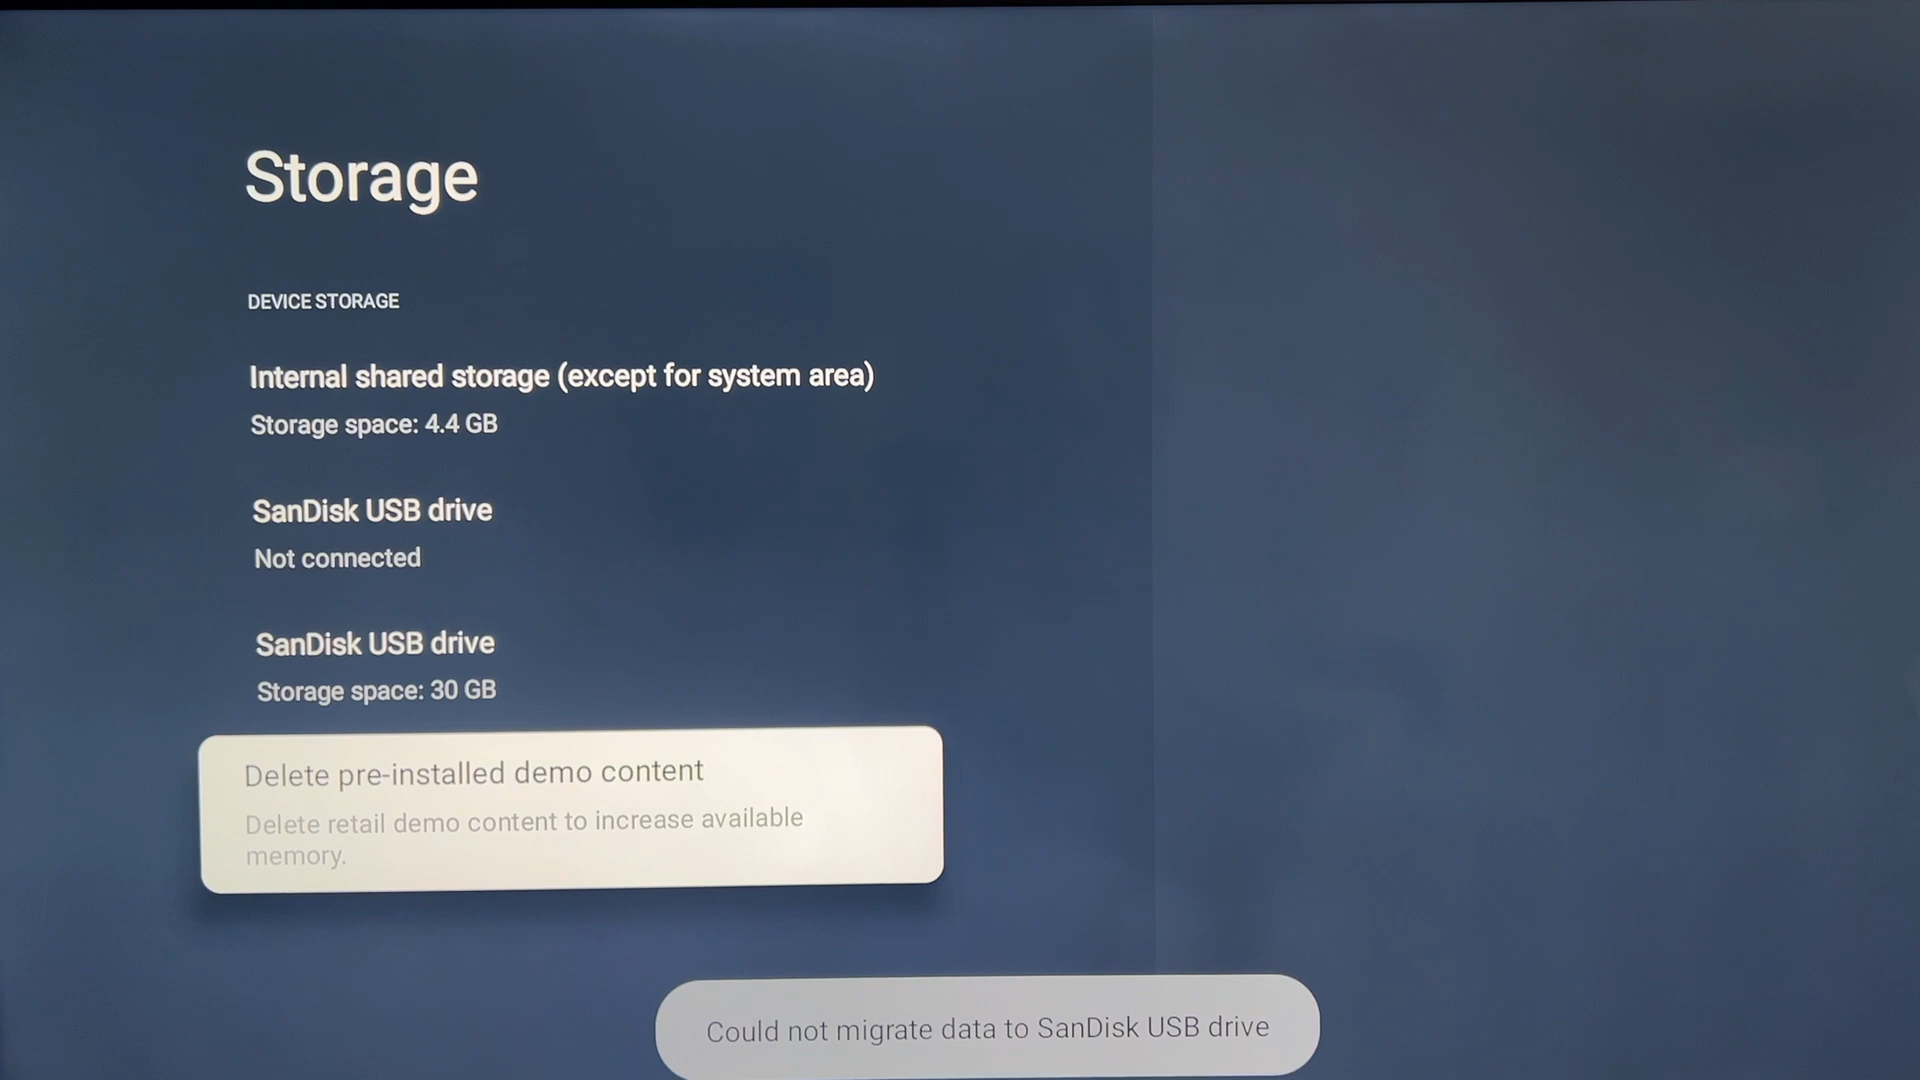 Storage
DEVICE STORAGE
Internal shared storage (except for system area)
Storage space: 4.4 GB
SanDisk USB drive
Not connected
SanDisk USB drive
Storage space: 30 GB
Delete pre-installed demo content
Delete retail demo content to increase available
memory.
Could not migrate data to SanDisk USB drive